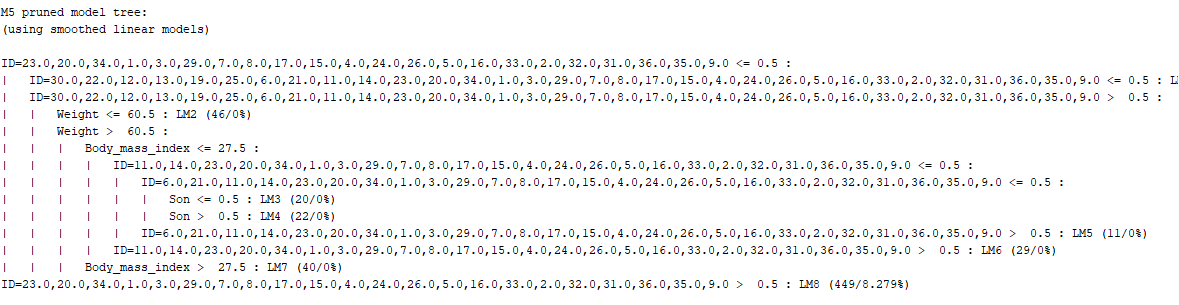 M5 pruned model tree:
(using smoothed linear models)
ID=23.0,20.0,34.0,1.0,3.0,29.0,7.0,8.0,17.0,15.0,4.0,24.0,26.0,5.0,16.0,33.0,2.0,32.0,31.0,36.0,35.0,9.0 <= 0.5 :
|   ID=30.0,22.0,12.0,13.0,19.0,25.0,6.0,21.0,11.0,14.0,23.0,20.0,34.0,1.0,3.0,29.0,7.0,8.0,17.0,15.0,4.0,24.0,26.0,5.0,16.0,33.0,2.0,32.0,31.0,36.0,35.0,9.0 <= 0.5 :
|   ID=30.0,22.0,12.0,13.0,19.0,25.0,6.0,21.0,11.0,14.0,23.0,20.0,34.0,1.0,3.0,29.0,7.0,8.0,17.0,15.0,4.0,24.0,26.0,5.0,16.0,33.0,2.0,32.0,31.0,36.0,35.0,9.0 >  0.5 :
|   |   Weight <= 60.5 : LM2 (46/0%)
|   |   Weight >  60.5 :
|   |   |   Body_mass_index <= 27.5 :
|   |   |   |   ID=11.0,14.0,23.0,20.0,34.0,1.0,3.0,29.0,7.0,8.0,17.0,15.0,4.0,24.0,26.0,5.0,16.0,33.0,2.0,32.0,31.0,36.0,35.0,9.0 <= 0.5 :
|   |   |   |   |   ID=6.0,21.0,11.0,14.0,23.0,20.0,34.0,1.0,3.0,29.0,7.0,8.0,17.0,15.0,4.0,24.0,26.0,5.0,16.0,33.0,2.0,32.0,31.0,36.0,35.0,9.0 <= 0.5 :
|   |   |   |   |   |   Son <= 0.5 : LM3 (20/0%)
|   |   |   |   |   |   Son >  0.5 : LM4 (22/0%)
|   |   |   |   |   ID=6.0,21.0,11.0,14.0,23.0,20.0,34.0,1.0,3.0,29.0,7.0,8.0,17.0,15.0,4.0,24.0,26.0,5.0,16.0,33.0,2.0,32.0,31.0,36.0,35.0,9.0 >  0.5 : LM5 (11/0%)
|   |   |   |   ID=11.0,14.0,23.0,20.0,34.0,1.0,3.0,29.0,7.0,8.0,17.0,15.0,4.0,24.0,26.0,5.0,16.0,33.0,2.0,32.0,31.0,36.0,35.0,9.0 >  0.5 : LM6 (29/0%)
|   |   |   Body_mass_index >  27.5 : LM7 (40/0%)
ID=23.0,20.0,34.0,1.0,3.0,29.0,7.0,8.0,17.0,15.0,4.0,24.0,26.0,5.0,16.0,33.0,2.0,32.0,31.0,36.0,35.0,9.0 >  0.5 : LM8 (449/8.279%)